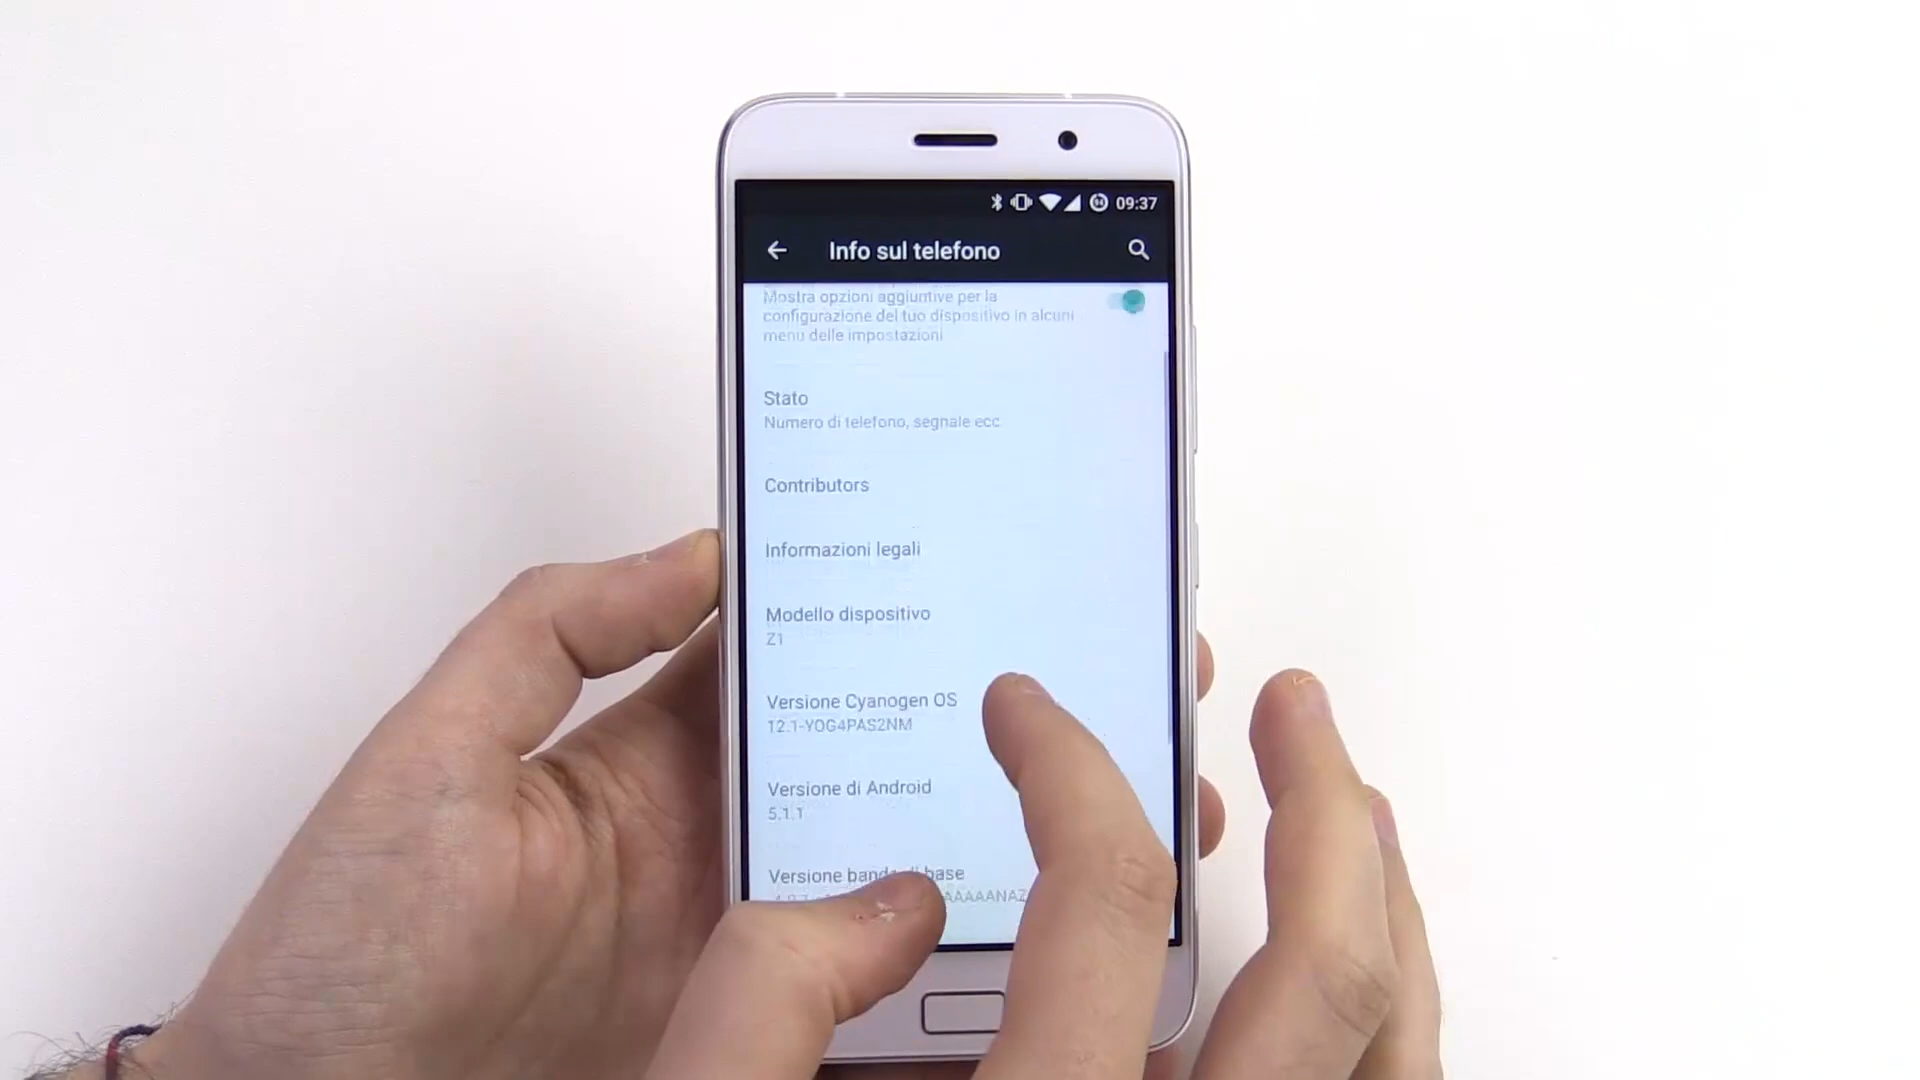 09:37
Info sul telefono
Mostra opzioni aggiuntive per la
configurazione del tuo dispositivo in alcuni
menu delle impostazioni
Stato
Numero di telefono, segnale ecc.
Contributors
Informazioni legali
Modello dispositivo
Z1
Versione Cyanogen OS
12.1-YOG4PAS2NM
Versione di Android
5.1.1
Versione banda di base